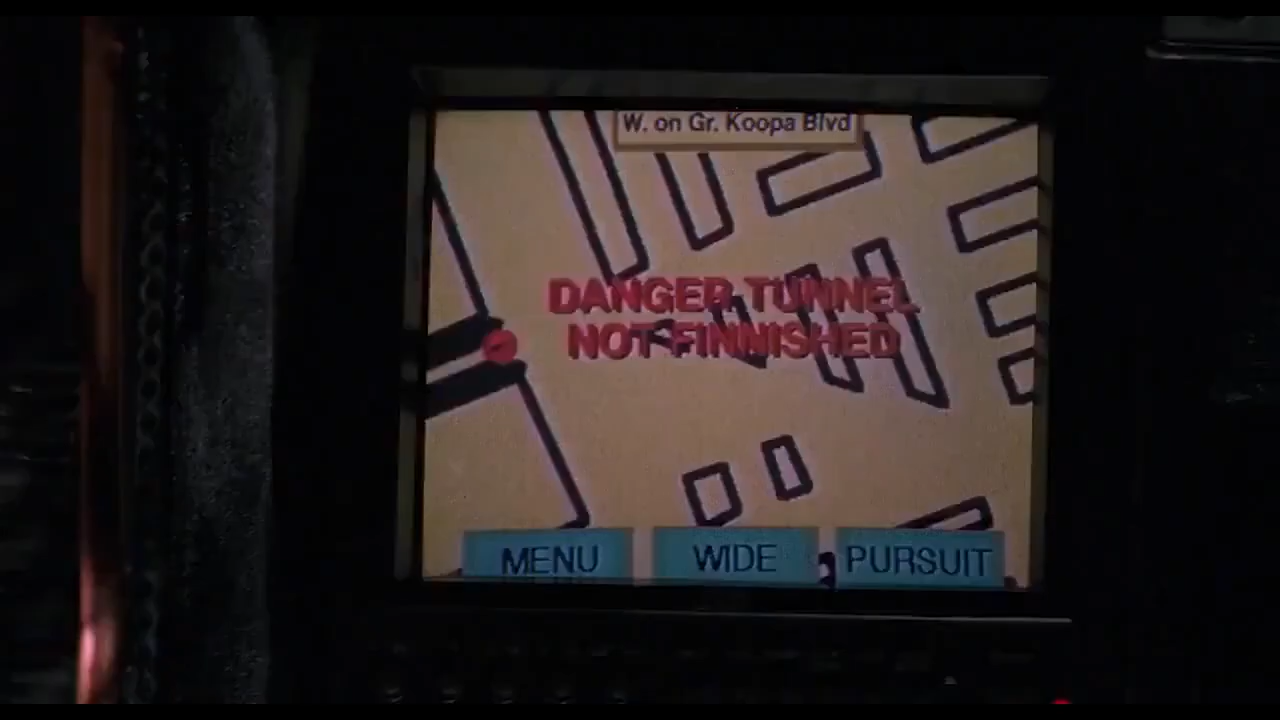 W. on Gr. Koopa Blvd
DANGER TUNNEL
NOT FINNISHED
MENU WIDE PURSUIT